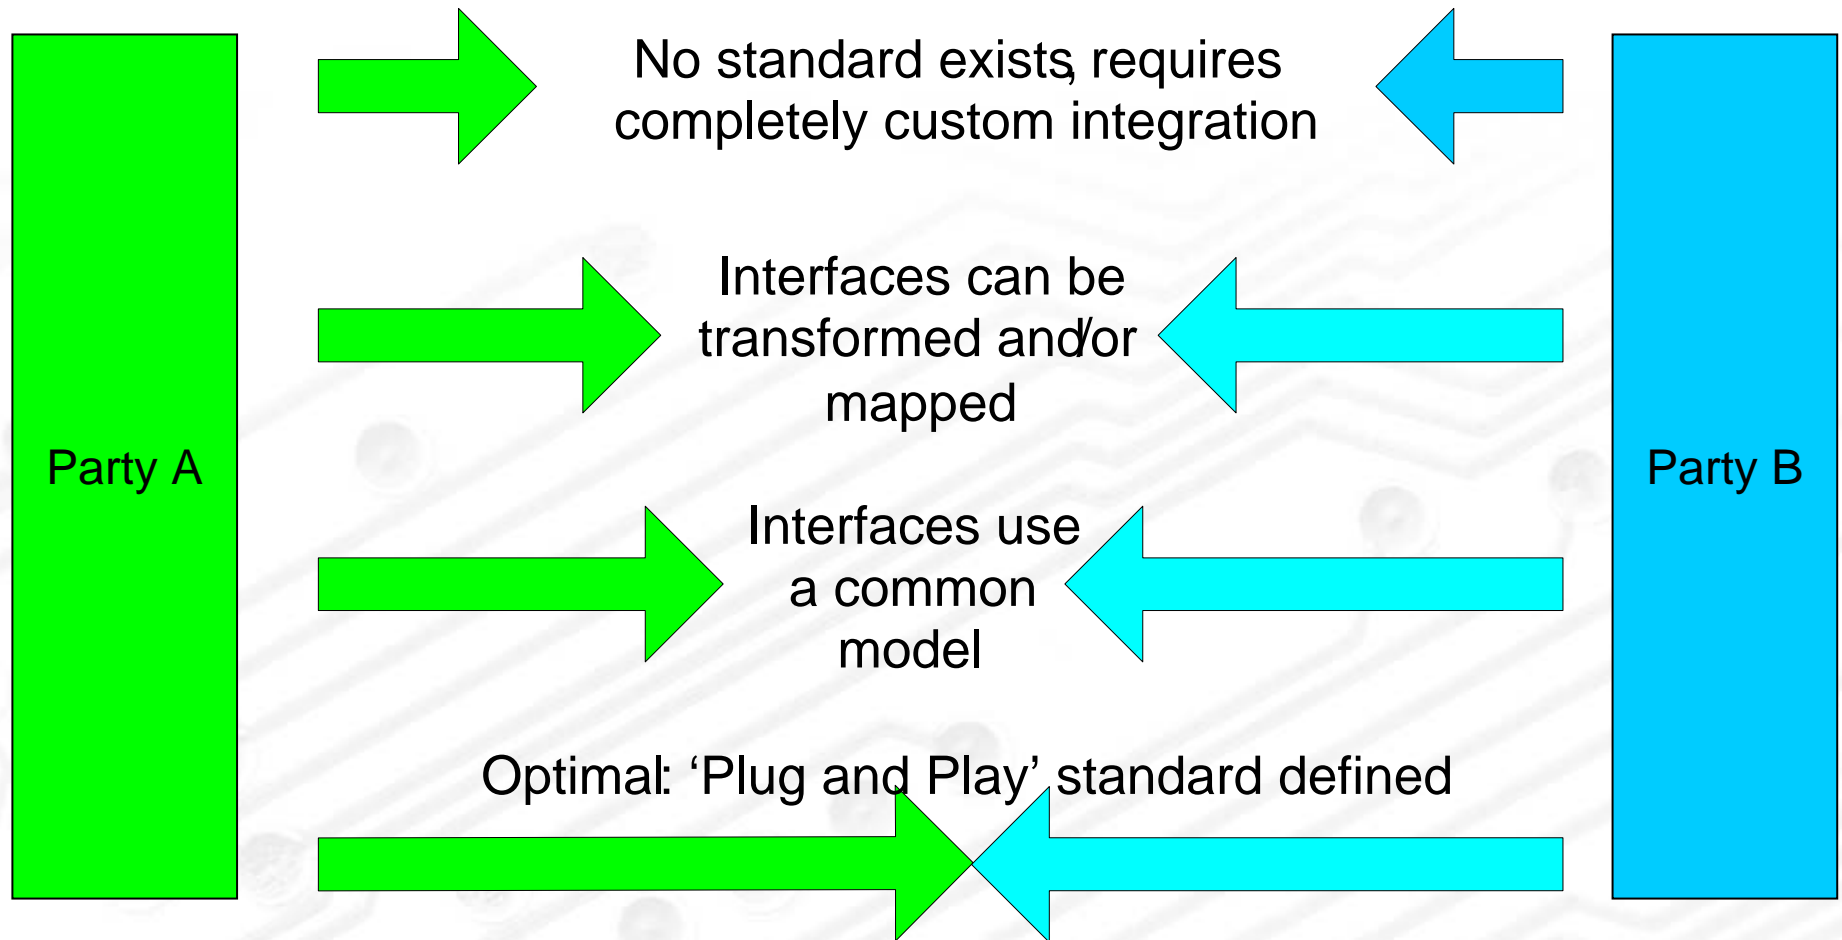 No standard exists, requires
completely custom integration
Interfaces can be
transformed and/or
mapped
Party A
Party B
Interfaces use
a common
model
Optimal: ‘Plug and Play’ standard defined